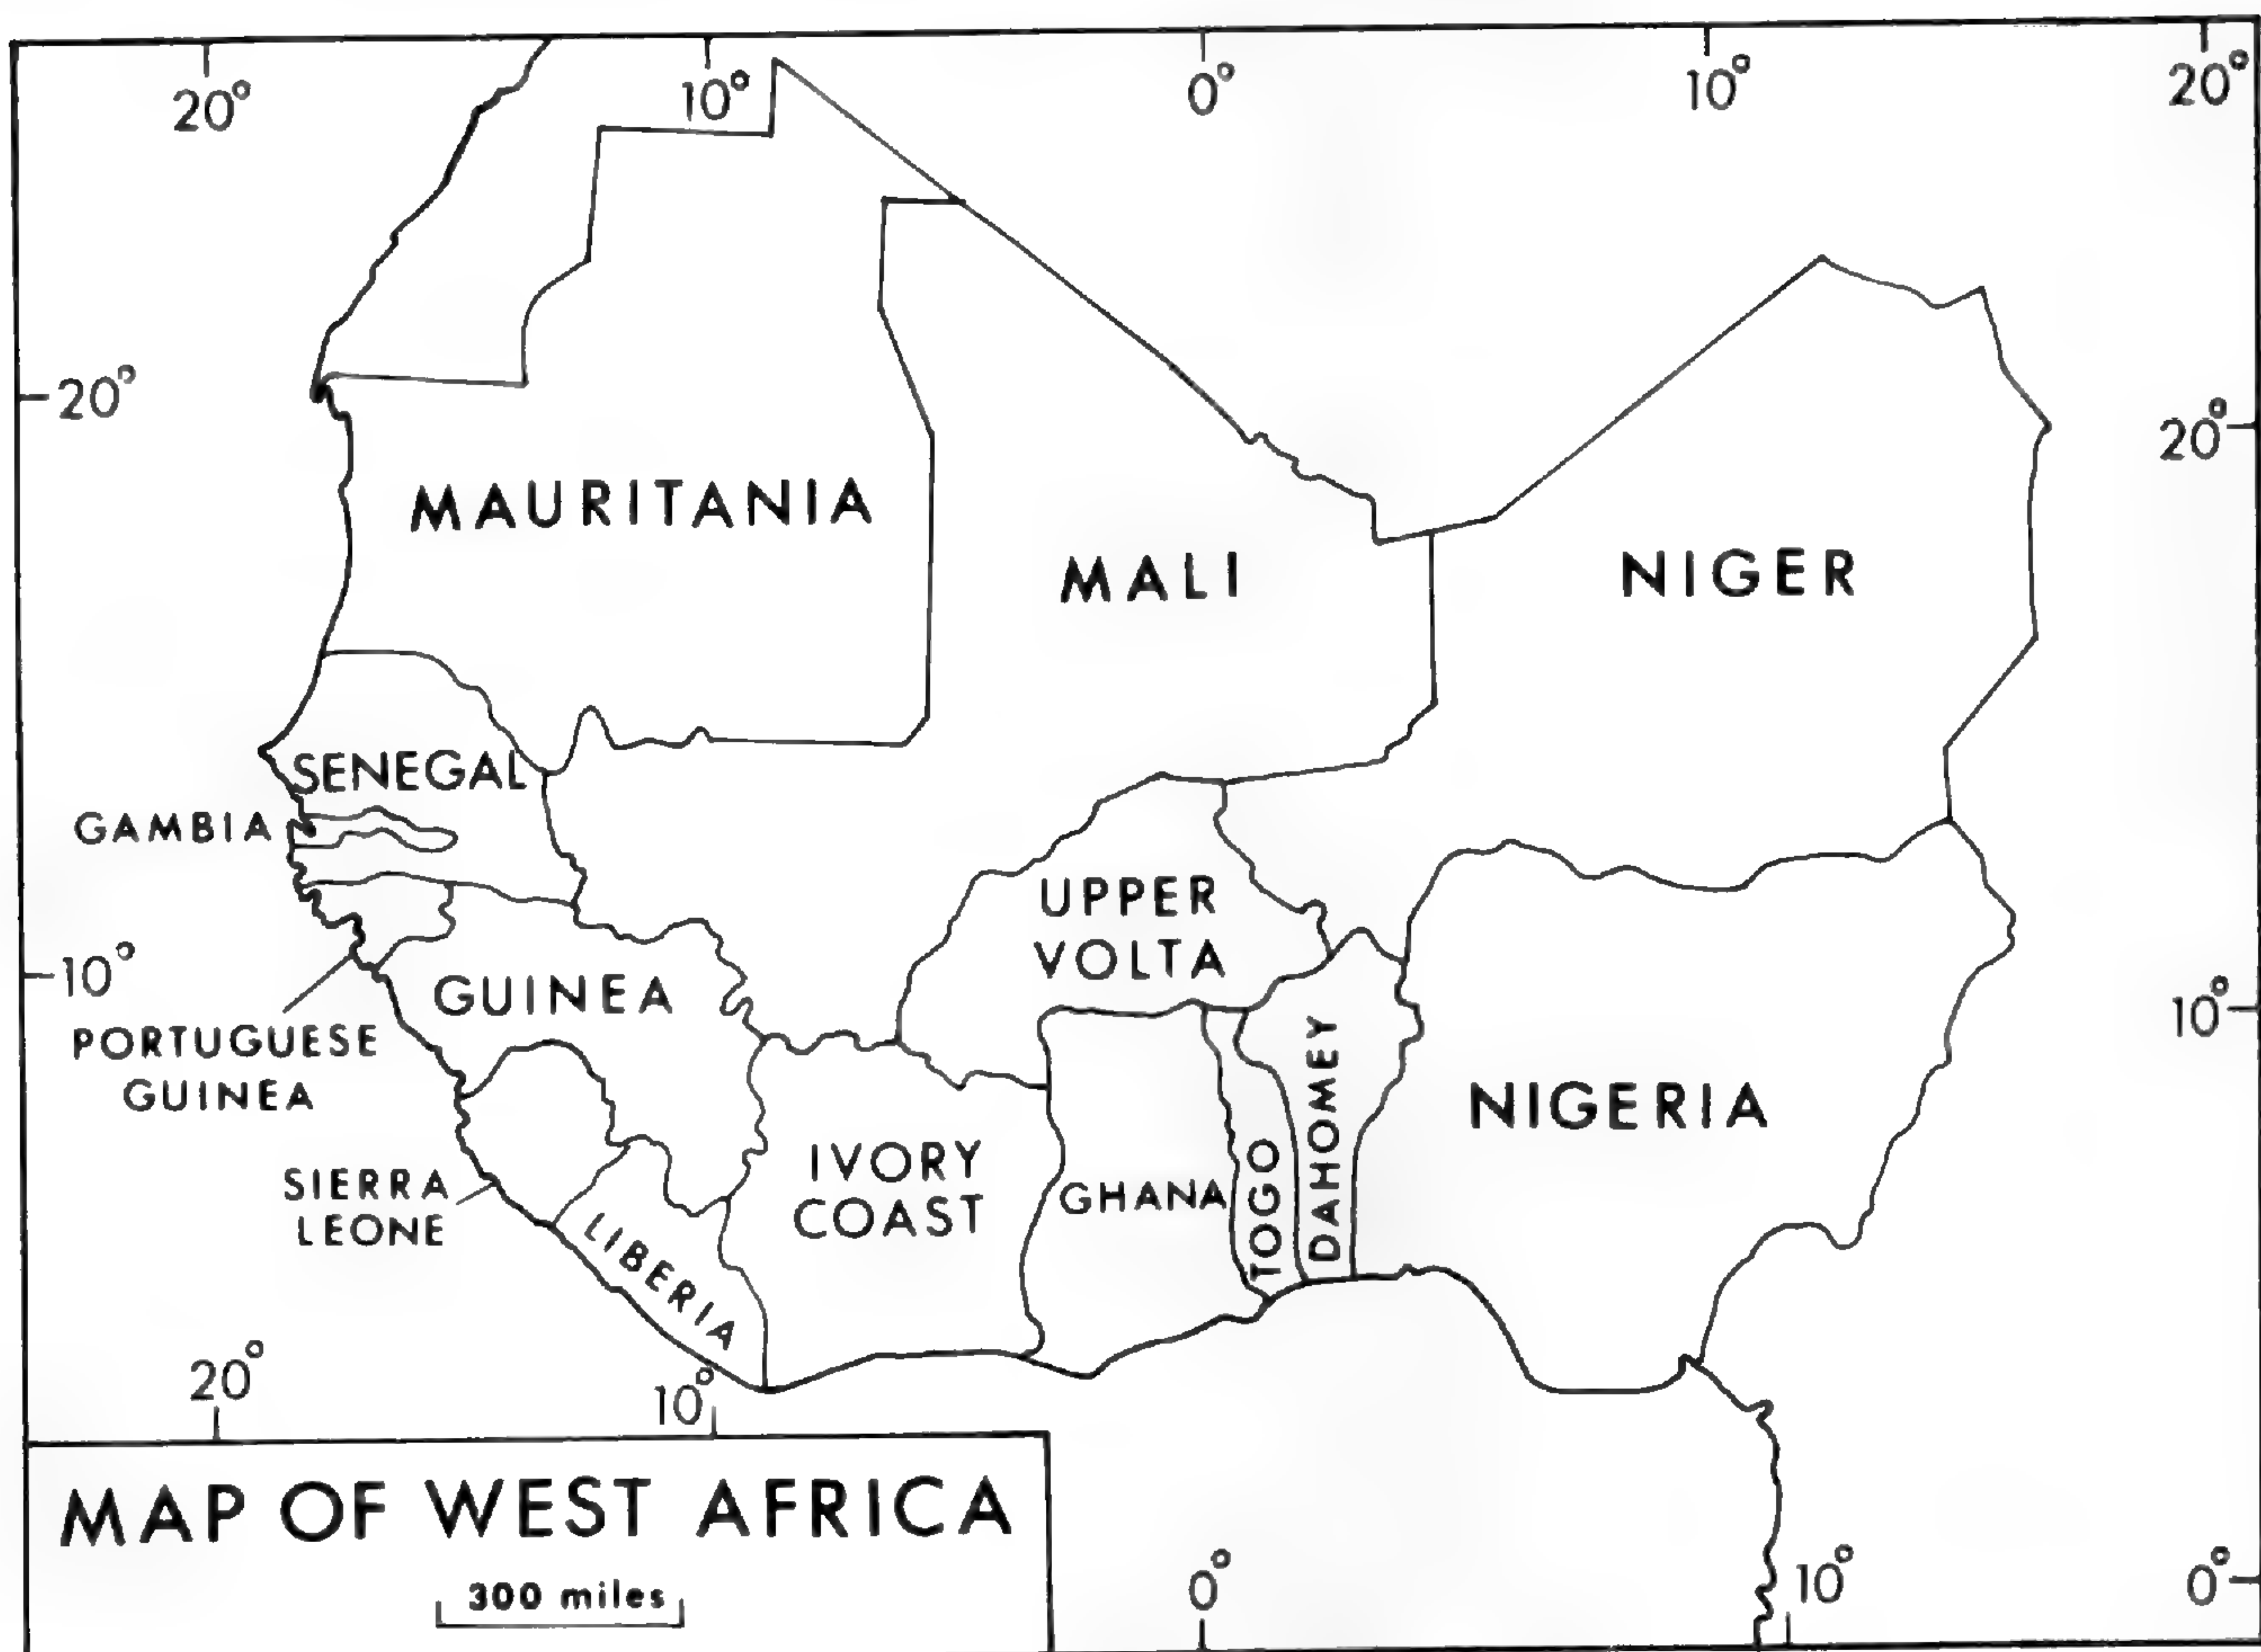 20° 10° 0° 10° 20°
20°
20°
MAURITANIA
MALI
NIGER
SENEGAL
GAMBIA
UPPER
VOLTA
10°
GUINEA
10°
PORTUGUESE
GUINEA
DAHOMEY
NIGERIA
IVORY
COAST
GHANA
TOGO
SIERRA
LEONE
LIBERIA
20°
10°
MAP OF WEST AFRICA
300 miles
0°
10°
0°